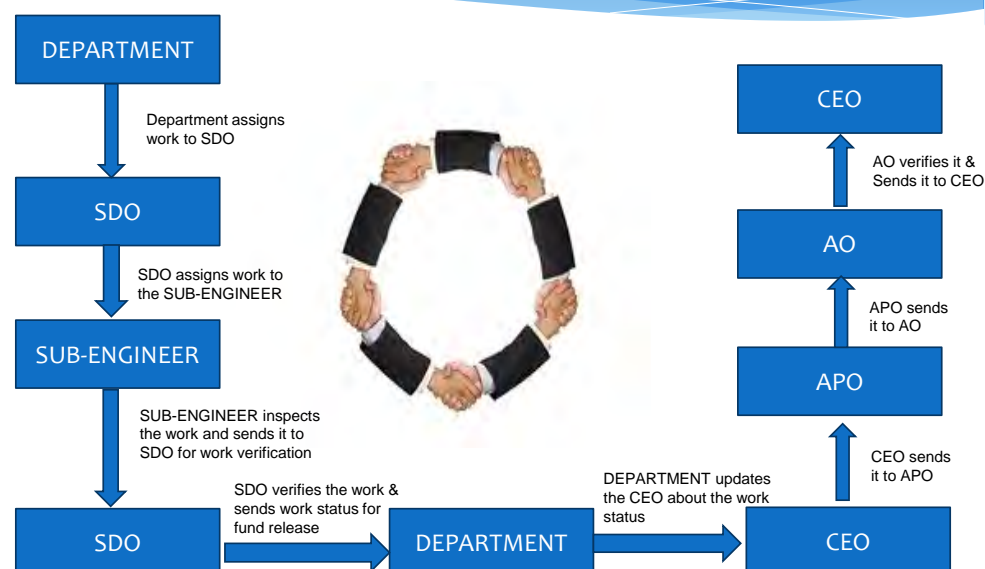 DEPARTMENT
Department assigns
work to SDO
SDO
SDO assigns work to
the SUB-ENGINEER
SUB-ENGINEER
SUB-ENGINEER inspects
the work and sends it to
SDO for work verification
SDO
SDO verifies the work &
sends work status for
fund release
DEPARTMENT
DEPARTMENT updates
the CEO about the work
status
CEO
CEO sends
it to APO
APO
APO sends
it to AO
AO
AO verifies it &
Sends it to CEO
CEO